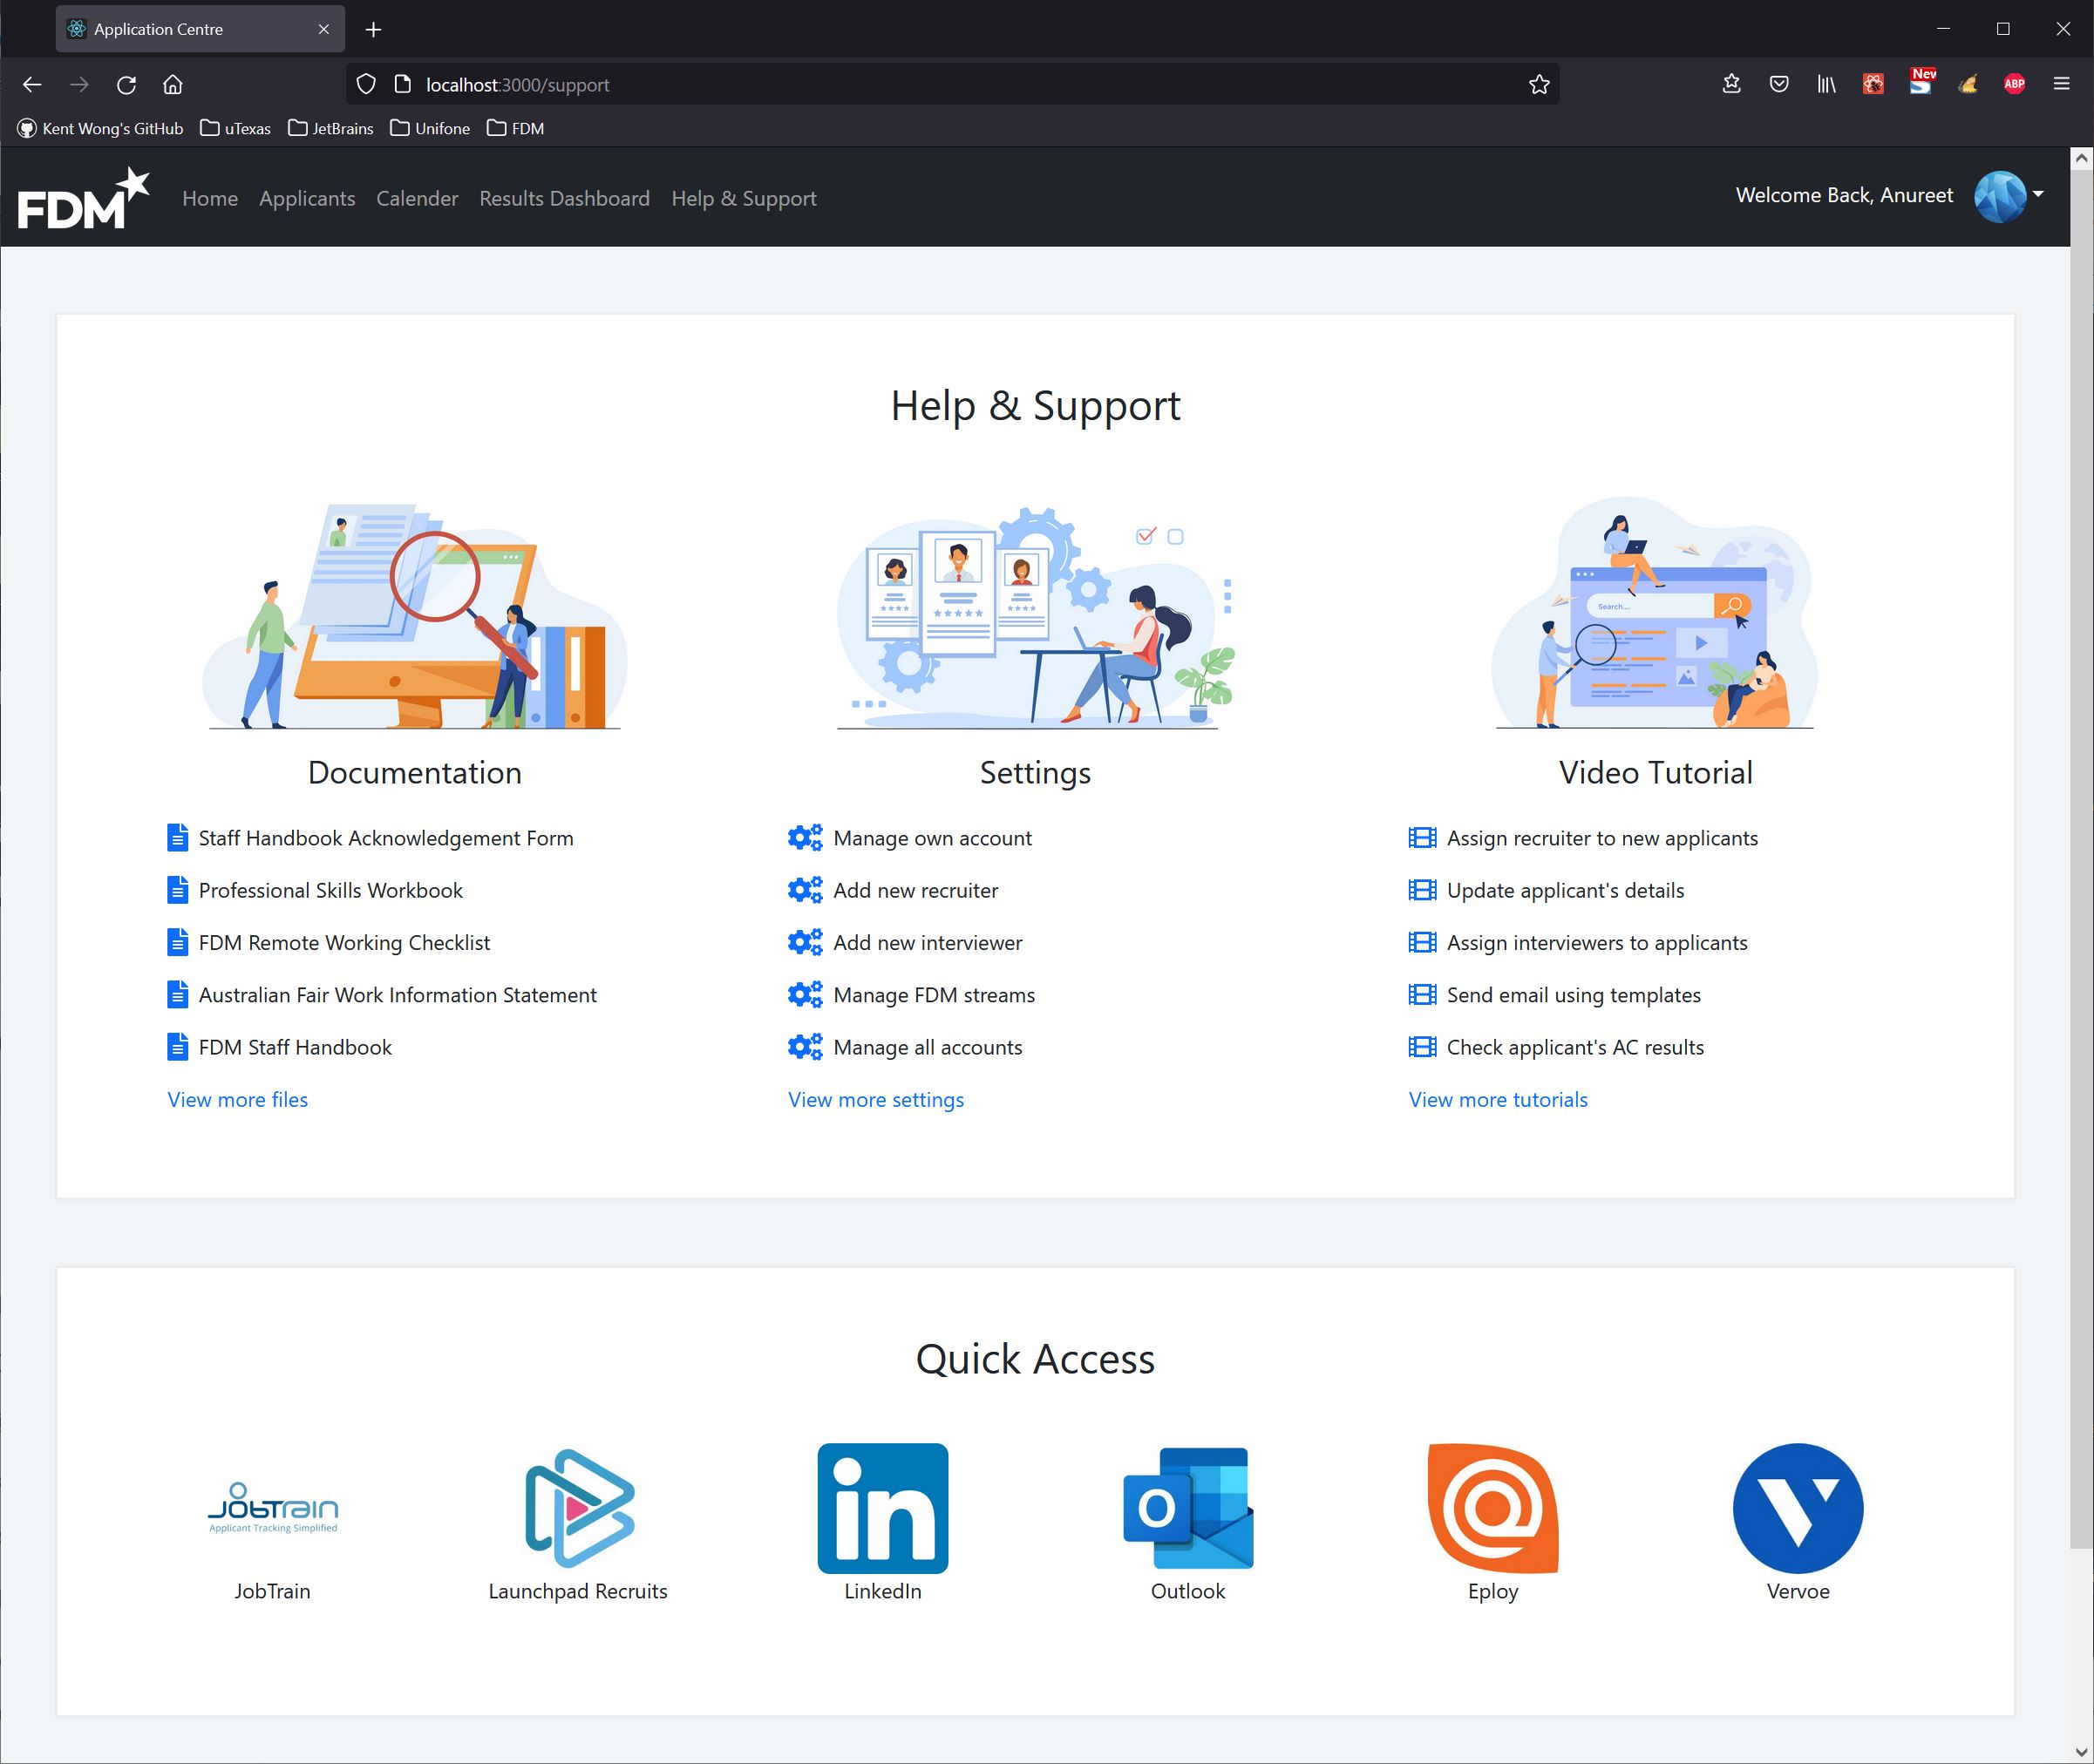 Application Centre
localhost:3000/support
New
ABP
Kent Wong's GitHub uTexas JetBrains Unifone FDM
FDM Home Applicants Calender Results Dashboard Help & Support Welcome Back, Anureet
Help & Support
Search....
Documentation
Staff Handbook Acknowledgement Form
Professional Skills Workbook
FDM Remote Working Checklist
Australian Fair Work Information Statement
FDM Staff Handbook
View more files
Settings
Manage own account
Add new recruiter
Add new interviewer
Manage FDM streams
Manage all accounts
View more settings
Video Tutorial
Assign recruiter to new applicants
Update applicant's details
Assign interviewers to applicants
Send email using templates
Check applicant's AC results
View more tutorials
Quick Access
JobTrain
Applicant Tracking Simplified
in
O
V
JobTrain Launchpad Recruits LinkedIn Outlook Eploy Vervoe